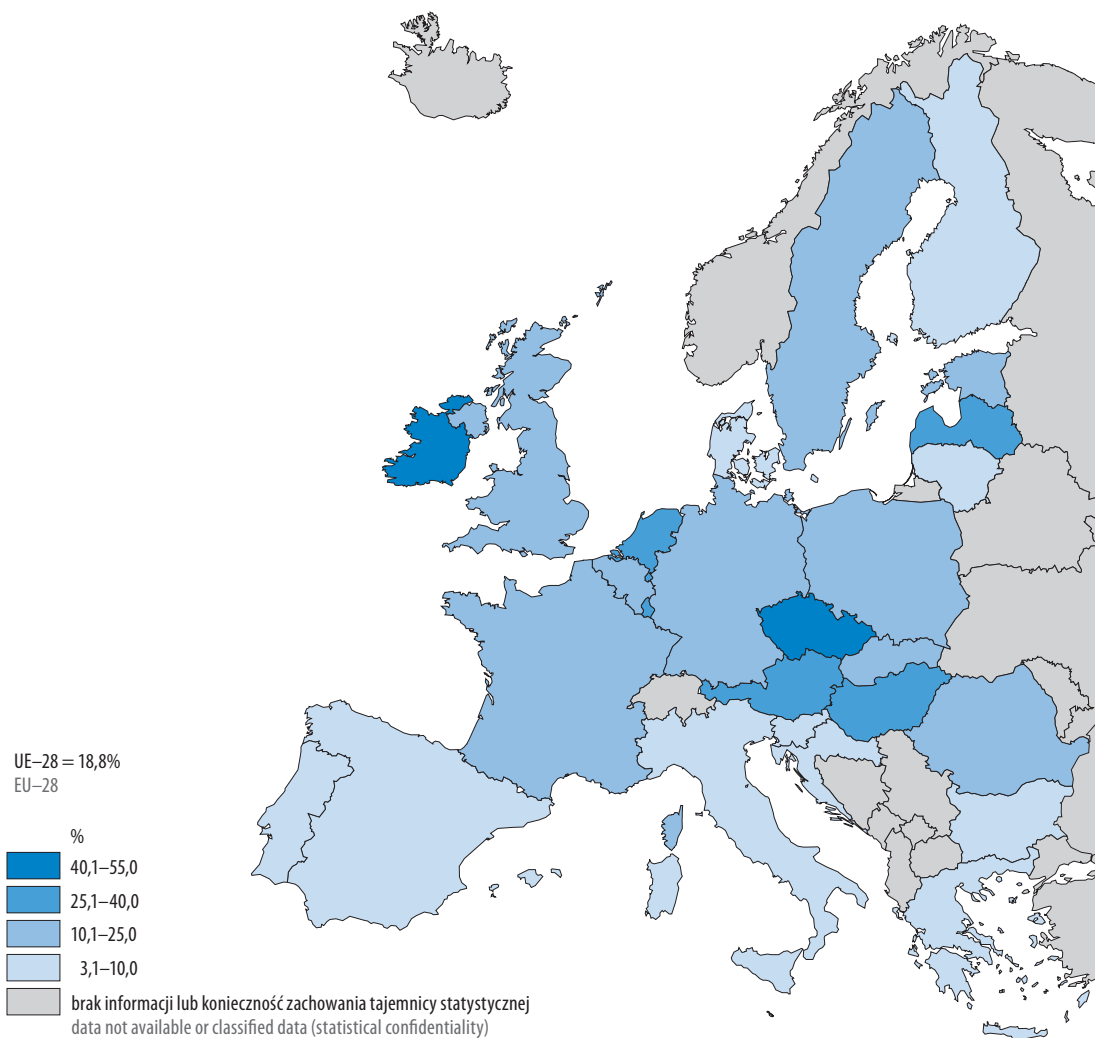 UE–28 = 18,8%
EU–28
%
40,1–55,0
25,1–40,0
10,1–25,0
3,1–10,0
brak informacji lub konieczność zachowania tajemnicy statystycznej
data not available or classified data (statistical confidentiality)